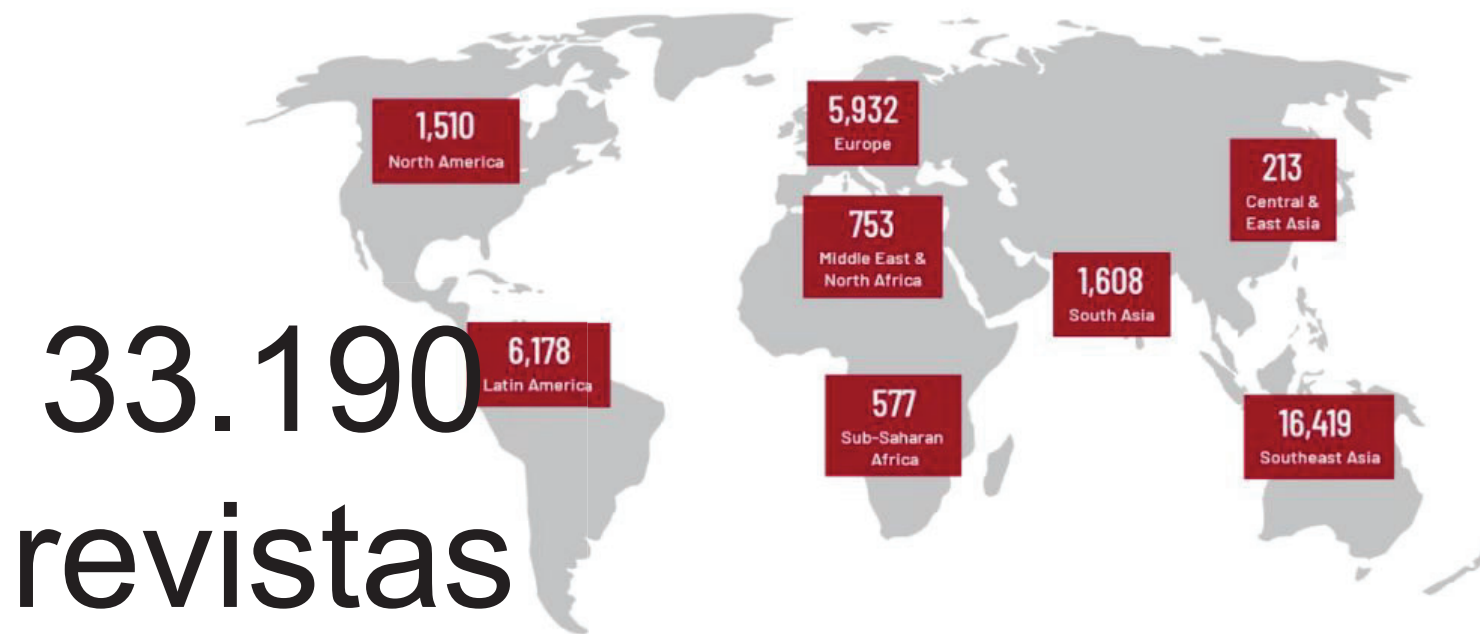 1,510
North America
5,932
Europe
213
Central &
East Asia
753
Middle East &
North Africa
1,608
South Asia
6,178
Latin America
577
Sub-Saharan
Africa
16,419
Southeast Asia
33.190
revistas